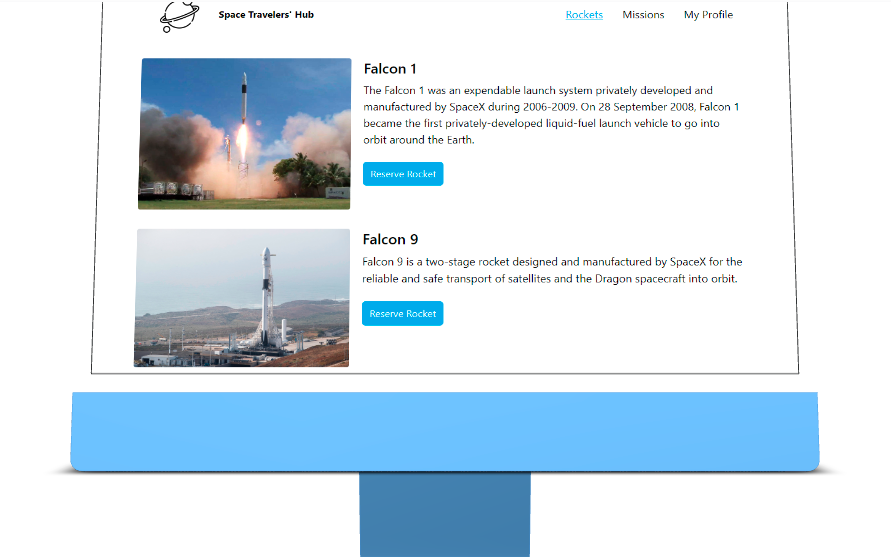 Space Travelers' Hub
Rockets Missions My Profile
Falcon 1
The Falcon 1 was an expendable launch system privately developed and
manufactured by SpaceX during 2006-2009. On 28 September 2008, Falcon 1
became the first privately-developed liquid-fuel launch vehicle to go into
orbit around the Earth.
Reserve Rocket
Falcon 9
Falcon 9 is a two-stage rocket designed and manufactured by SpaceX for the
reliable and safe transport of satellites and the Dragon spacecraft into orbit.
Reserve Rocket